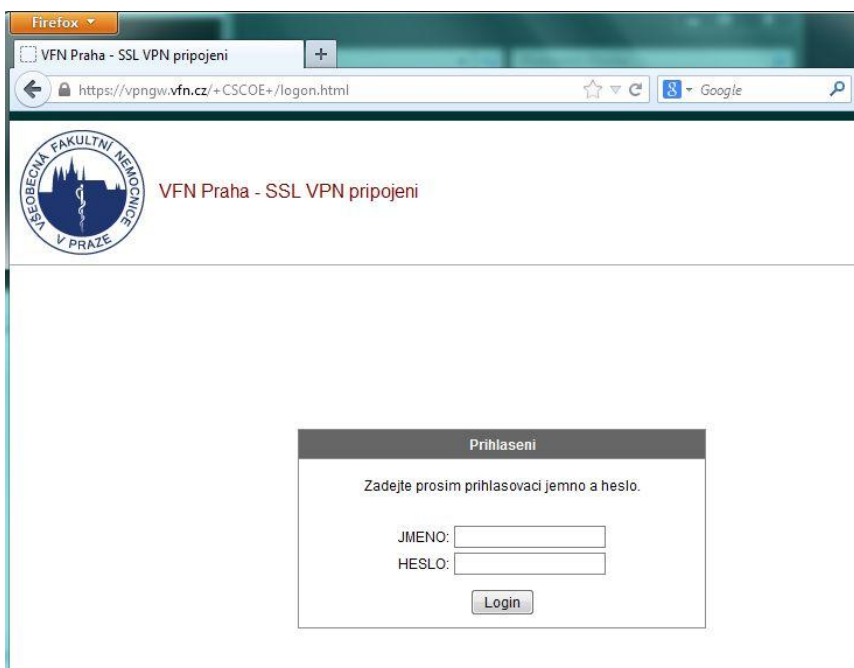 Firefox
VFN Praha - SSL VPN pripojeni
https://vpngw.vfn.cz/+CSCOE+/logon.html
Google
VŠEOBECNÁ FAKULTNÍ NEMOCNICE
V PRAZE
VFN Praha - SSL VPN pripojeni
Prihlaseni
Zadejte prosim prihlasovaci jemno a heslo.
JMENO:
HESLO:
Login